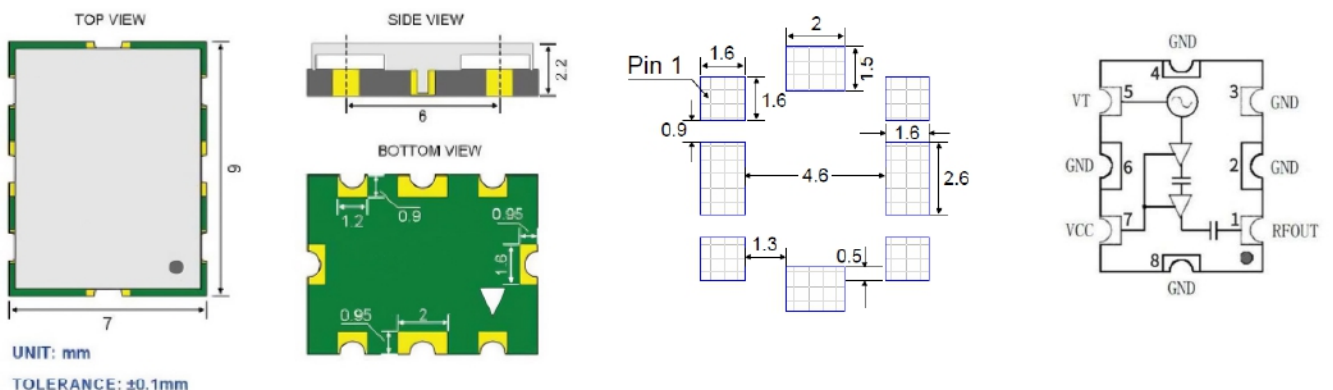 TOP VIEW
9
7
UNIT: mm
TOLERANCE: ±0.1mm
SIDE VIEW
2.2
6
BOTTOM VIEW
1.2
0.9
0.95
1.6
0.95
2
Pin 1
1.6
2
1.5
1.6
0.9
1.6
4.6
2.6
1.3
0.5
GND
4
VT
5
3
GND
GND
6
2
GND
VCC
7
1
RFOUT
8
GND